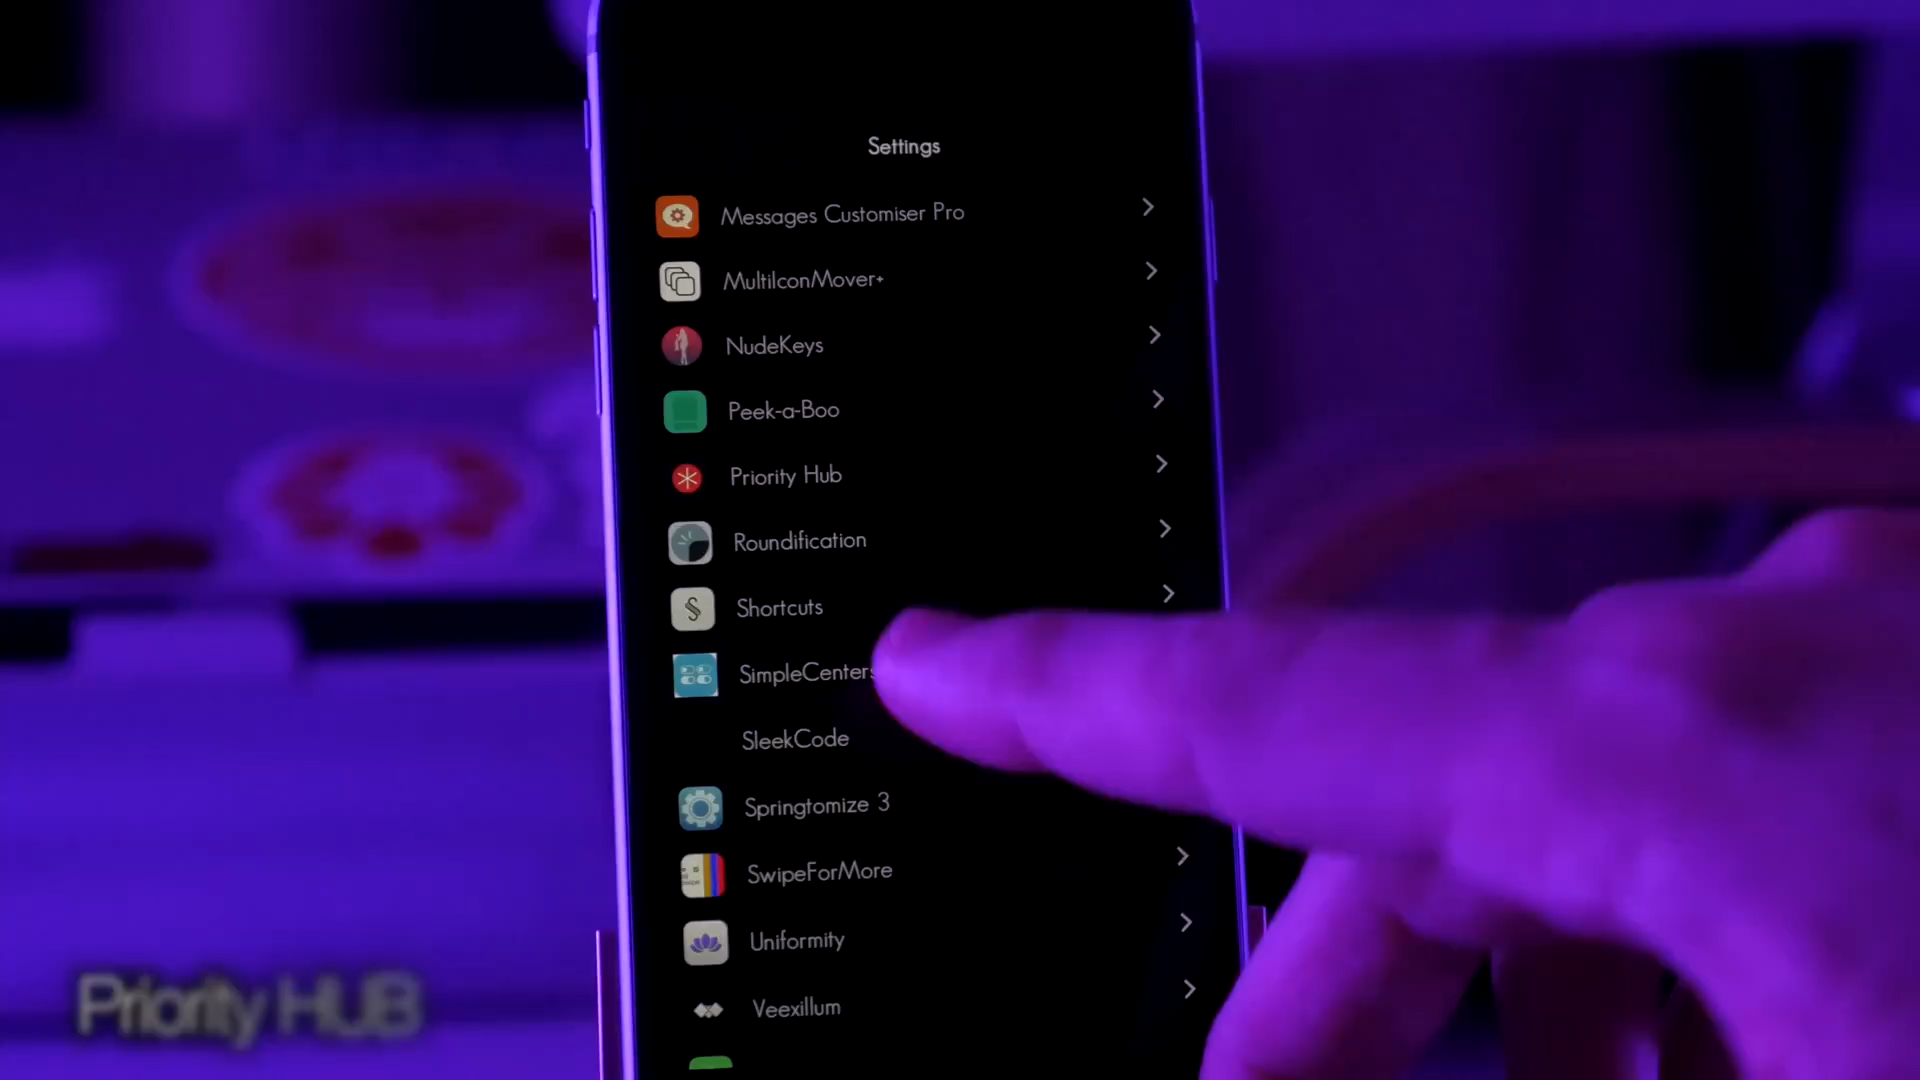 Settings
Messages Customiser Pro
MultiIconMover+
NudeKeys
Peek-a-Boo
Priority Hub
Roundification
Shortcuts
SimpleCenters
SleekCode
Springtomize 3
SwipeForMore
Uniformity
Veexillum
Priority HUB